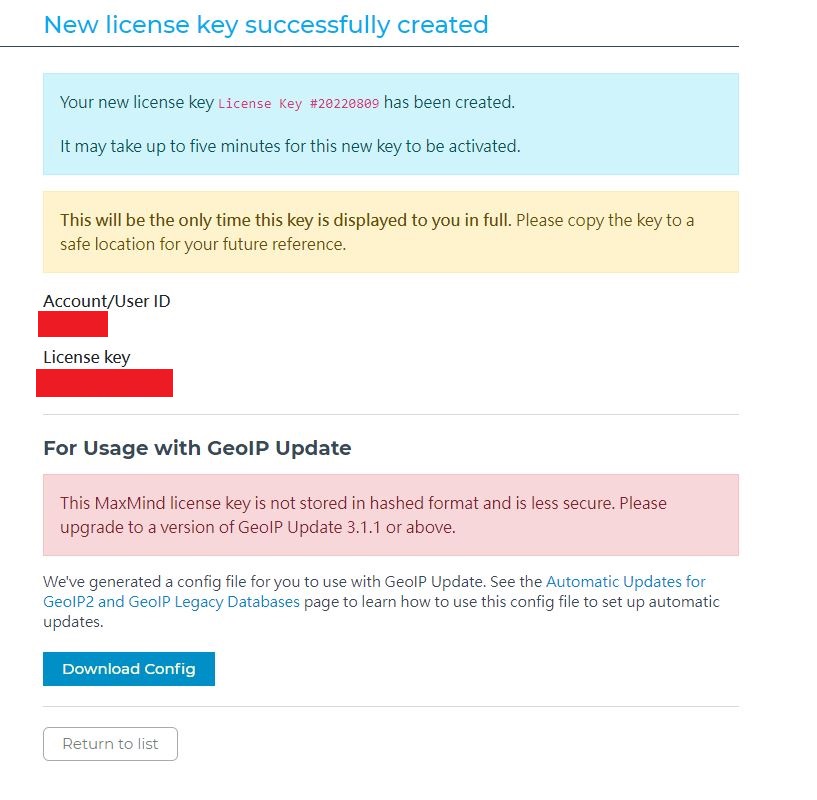 New license key successfully created
Your new license key License Key #20220809 has been created.
It may take up to five minutes for this new key to be activated.
This will be the only time this key is displayed to you in full. Please copy the key to a
safe location for your future reference.
Account/User ID
License key
For Usage with GeoIP Update
This MaxMind license key is not stored in hashed format and is less secure. Please
upgrade to a version of GeoIP Update 3.1.1 or above.
We've generated a config file for you to use with GeoIP Update. See the Automatic Updates for
GeoIP2 and GeoIP Legacy Databases page to learn how to use this config file to set up automatic
updates.
Download Config
Return to list